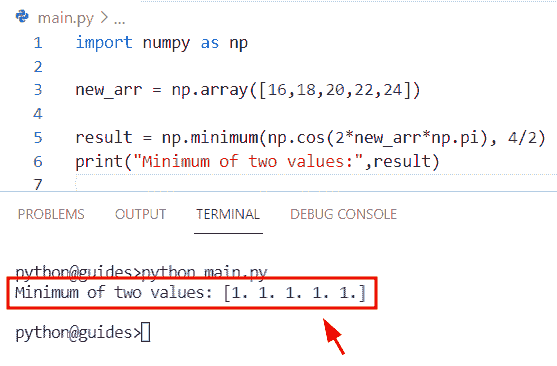 main.py > ...
1 import numpy as np
2
3 new_arr = np.array([16,18,20,22,24])
4
5 result = np.minimum(np.cos(2*new_arr*np.pi), 4/2)
6 print("Minimum of two values:",result)
7
PROBLEMS OUTPUT TERMINAL DEBUG CONSOLE
python@guides>python main.py
Minimum of two values: [1. 1. 1. 1. 1.]
python@guides>